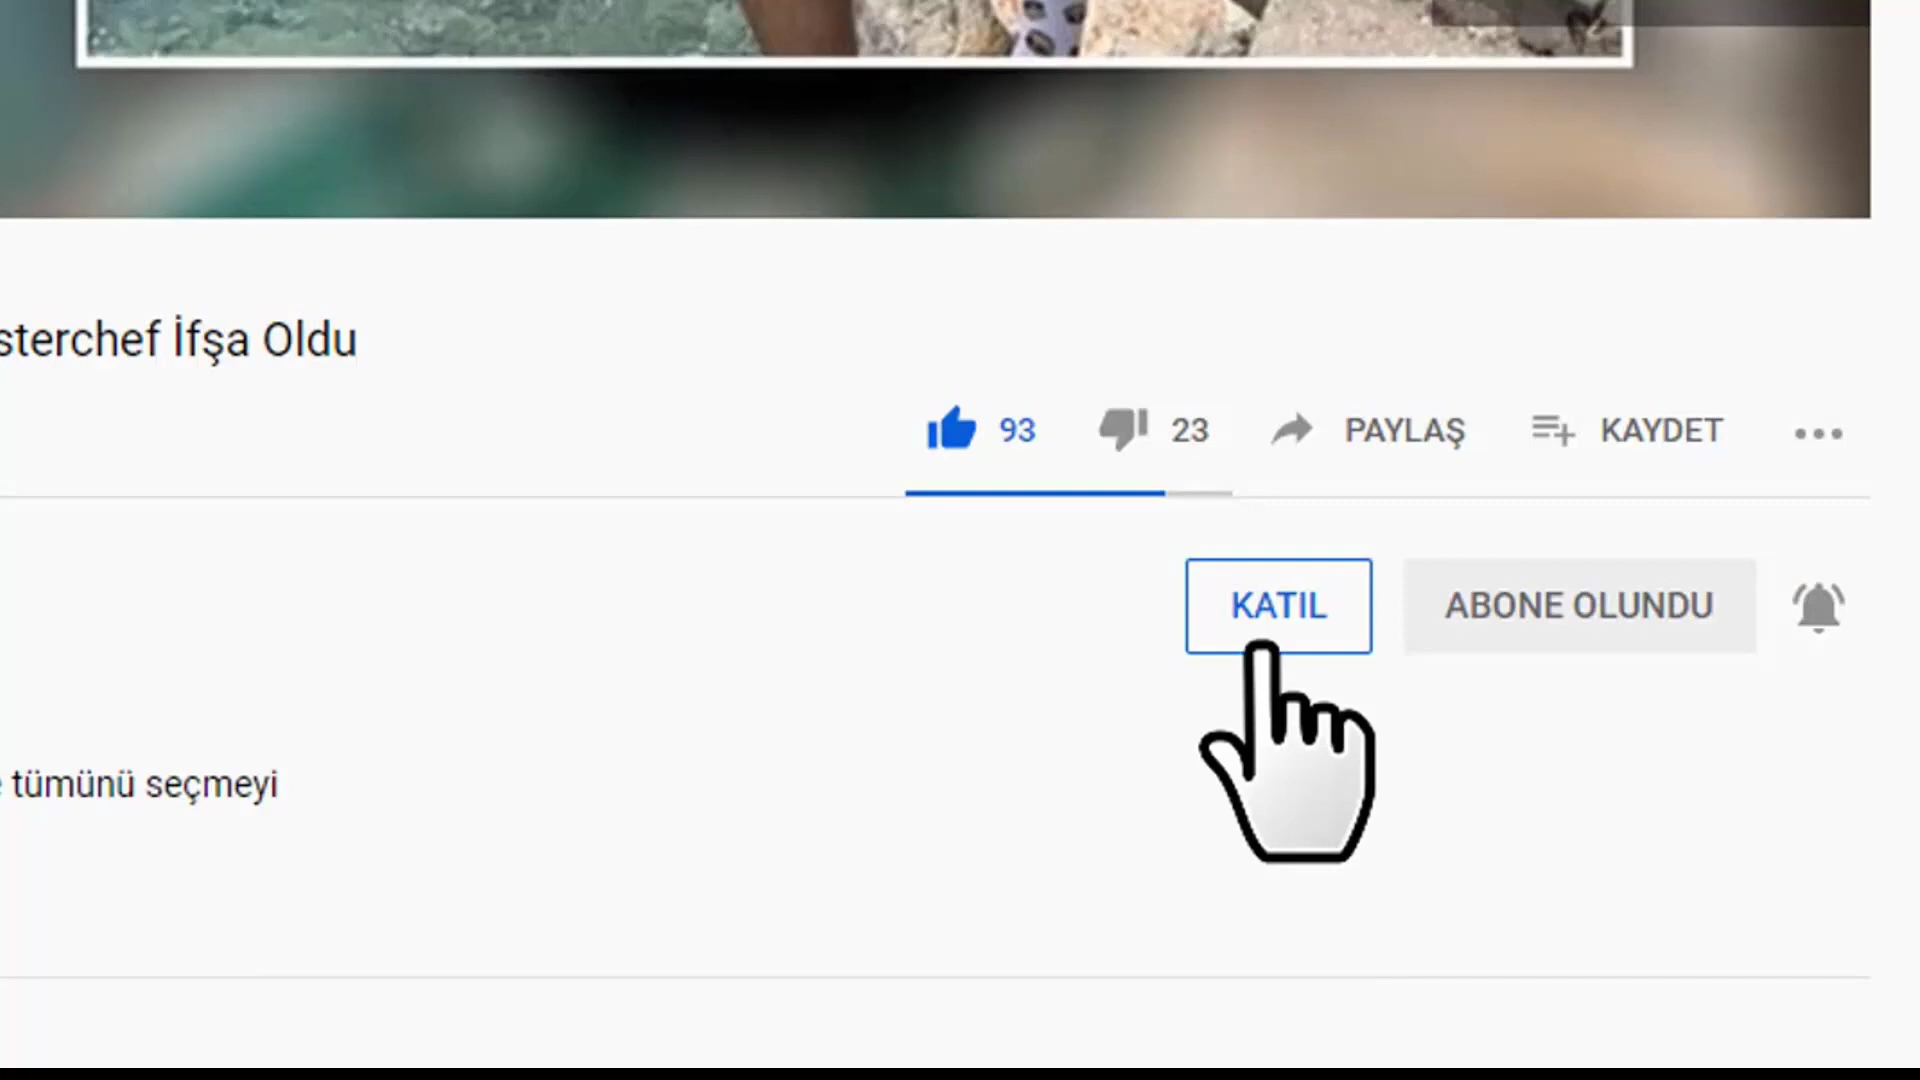 sterchef İfşa Oldu
93 23 PAYLAŞ KAYDET
KATIL ABONE OLUNDU
tümünü seçmeyi